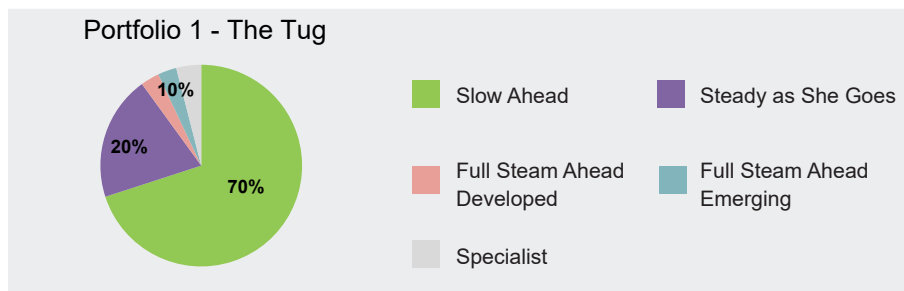 Portfolio 1 - The Tug
10%
20%
70%
Slow Ahead
Steady as She Goes
Full Steam Ahead
Developed
Full Steam Ahead
Emerging
Specialist